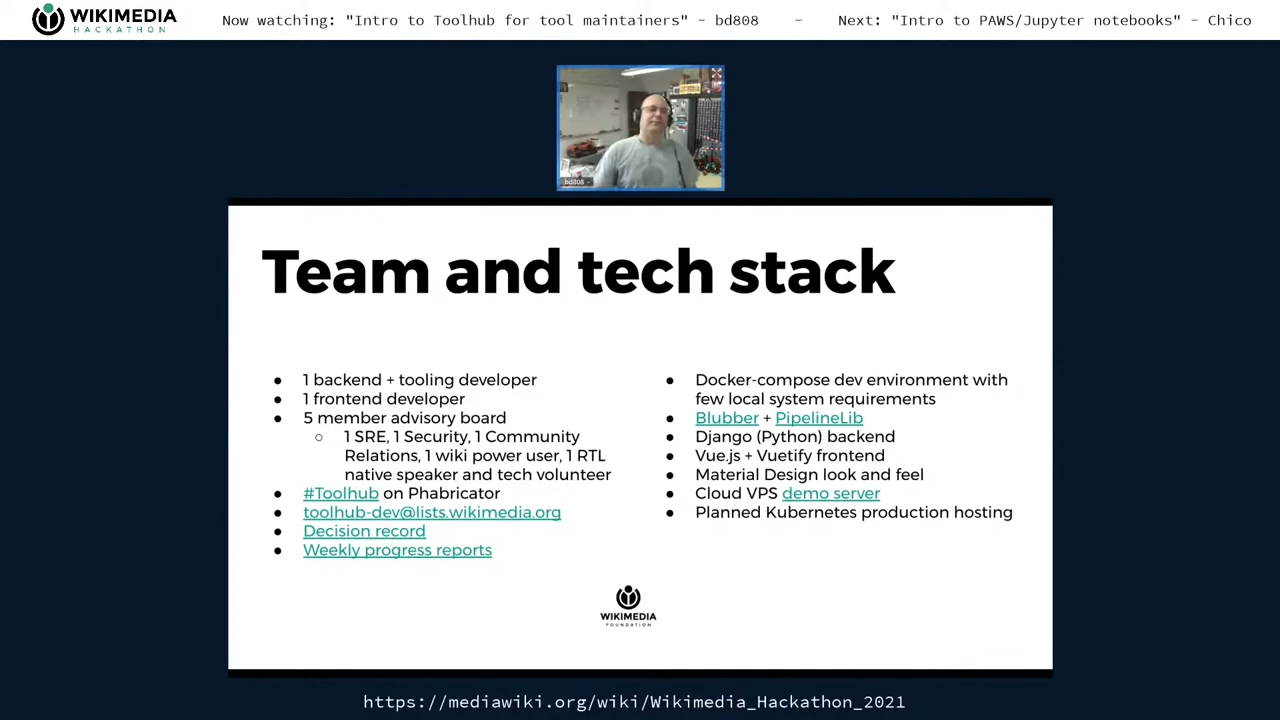 WIKIMEDIA
HACKATHON
Now watching: "Intro to Toolhub for tool maintainers" - bd808 - Next: "Intro to PAWS/Jupyter notebooks" - Chico
bd808
Team and tech stack
1 backend + tooling developer
1 frontend developer
5 member advisory board
1 SRE, 1 Security, 1 Community
Relations, 1 wiki power user, 1 RTL
native speaker and tech volunteer
#Toolhub on Phabricator
toolhub-dev@lists.wikimedia.org
Decision record
Weekly progress reports
Docker-compose dev environment with
few local system requirements
Blubber + PipelineLib
Django (Python) backend
Vue.js + Vuetify frontend
Material Design look and feel
Cloud VPS demo server
Planned Kubernetes production hosting
WIKIMEDIA
FOUNDATION
https://mediawiki.org/wiki/Wikimedia_Hackathon_2021